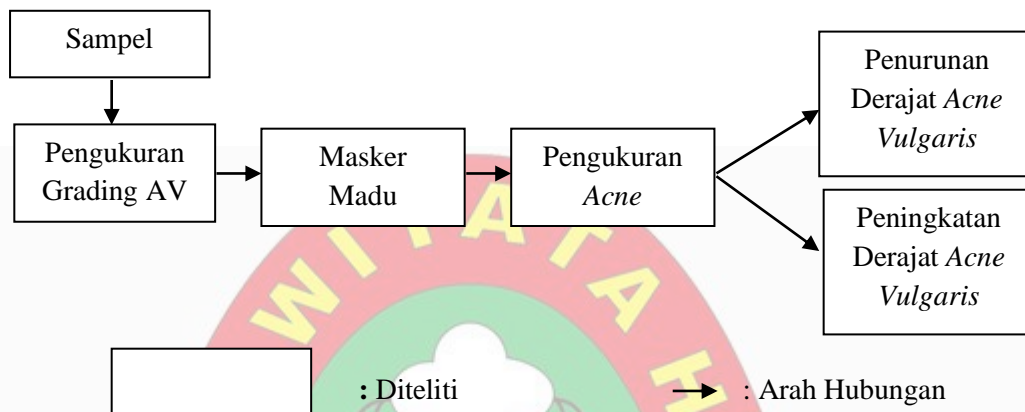 Sampel
Pengukuran
Grading AV
Masker
Madu
Pengukuran
Acne
Penurunan
Derajat Acne
Vulgaris
Peningkatan
Derajat Acne
Vulgaris
WITATAH
: Diteliti
: Arah Hubungan